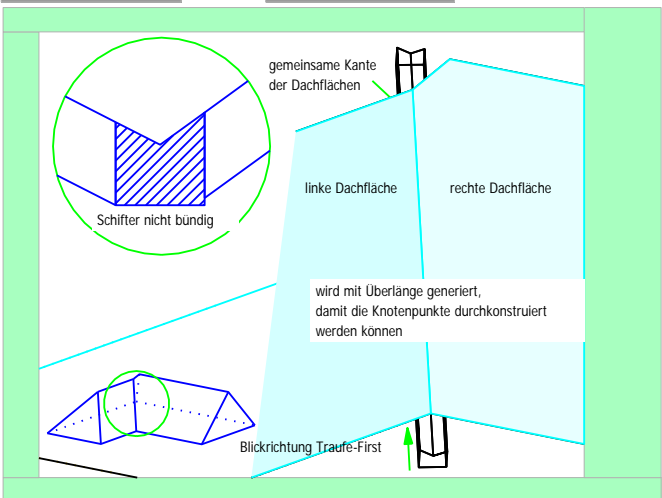 gemeinsame Kante
der Dachflächen
linke Dachfläche
rechte Dachfläche
Schifter nicht bündig
wird mit Überlänge generiert,
damit die Knotenpunkte durchkonstruiert
werden können
Blickrichtung Traufe-First